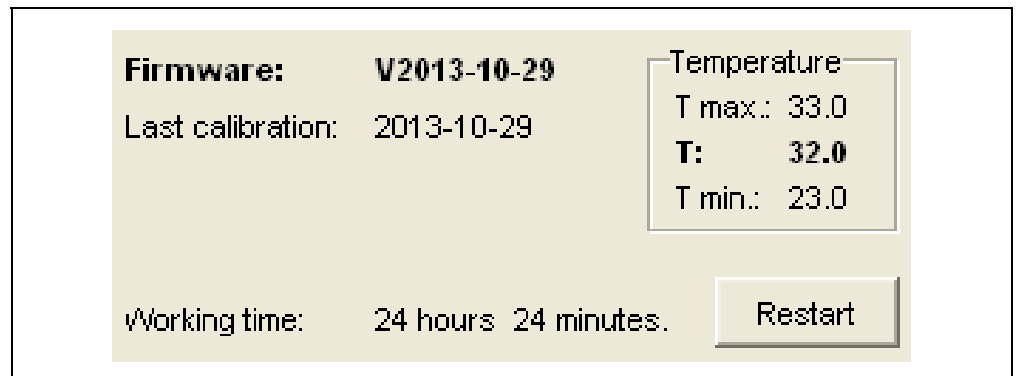 Firmware: V2013-10-29
Last calibration: 2013-10-29
Temperature
T max.: 33.0
T: 32.0
T min.: 23.0
Working time: 24 hours 24 minutes.
Restart